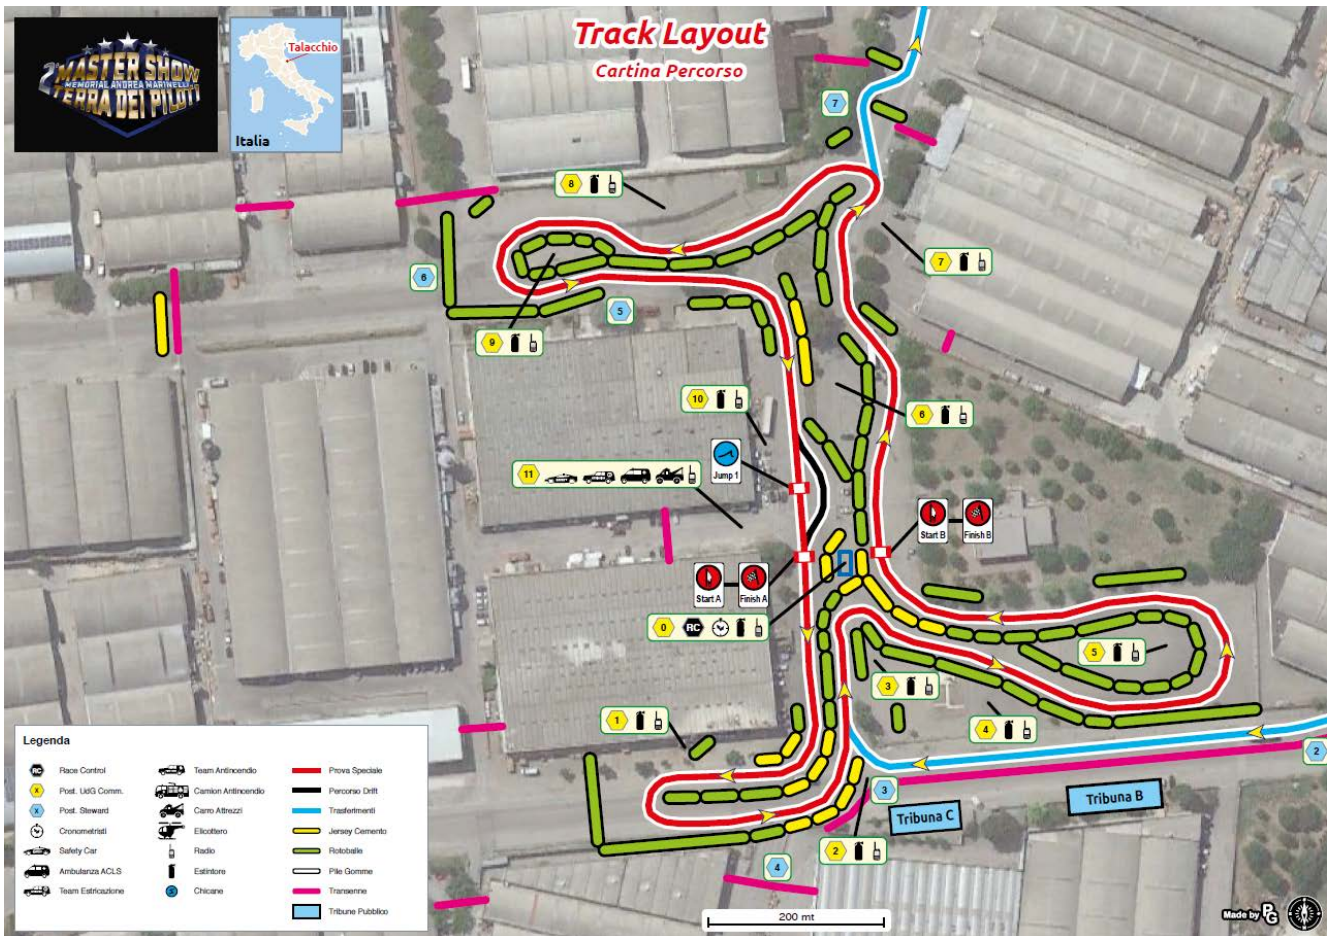 Track Layout
Cartina Percorso
2°
MASTER SHOW
MEMORIAL ANDREA MARINELLI
TERRA DEI PILOTI
Talacchio
Italia
7
8
7
6
5
9
6
10
Jump 1
11
Start B
Finish B
Start A
Finish A
0
RC
5
3
1
4
2
3
Tribuna B
Tribuna C
2
4
200 mt
Made by PG
Legenda
RC Race Control
X Post. UdG Comm.
X Post. Steward
Cronometristi
Safety Car
Ambulanza ACLS
Team Estricazione
Team Antincendio
Camion Antincendio
Carro Attrezzi
Elicottero
Radio
Estintore
Chicane
Prova Speciale
Percorso Drift
Trasferimenti
Jersey Cemento
Rotoballe
Pile Gomme
Transenne
Tribune Pubblico